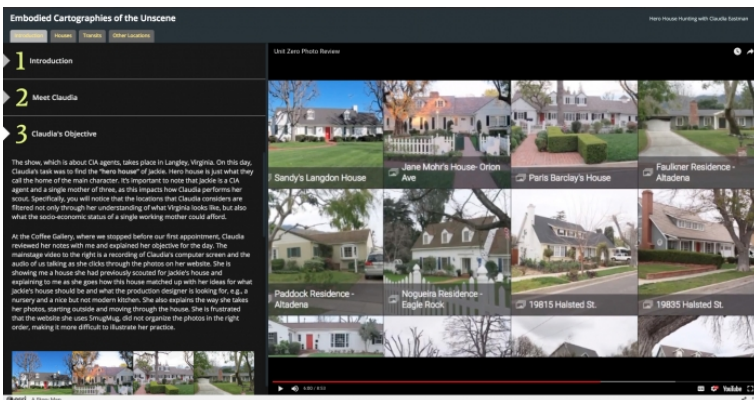 Embodied Cartographies of the Unscene
Hero House Hunting with Claudia Eastman
Introduction Houses Transits Other Locations
1 Introduction
2 Meet Claudia
3 Claudia's Objective
The show, which is about CIA agents, takes place in Langley, Virginia. On this day,
Claudia's task was to find the "hero house" of Jackie. Hero house is just what they
call the home of the main character. It's important to note that Jackie is a CIA
agent and a single mother of three, as this impacts how Claudia performs her
scout. Specifically, you will notice that the locations that Claudia considers are
filtered not only through her understanding of what Virginia looks like, but also
what the socio-economic status of a single working mother could afford.
At the Coffee Gallery, where we stopped before our first appointment, Claudia
reviewed her notes with me and explained her objective for the day. The
mainstage video to the right is a recording of Claudia's computer screen and the
audio of us talking as she clicks through the photos on her website. She is
showing me a house she had previously scouted for Jackie's house and
explaining to me as she goes how this house matched up with her ideas for what
Jackie's house should be and what the production designer is looking for, e.g., a
nursery and a nice but not modern kitchen. She also explains the way she takes
her photos, starting outside and moving through the house. She is frustrated
that the website she uses SmugMug, did not organize the photos in the right
order, making it more difficult to illustrate her practice.
Unit Zero Photo Review
Sandy's Langdon House
Jane Mohr's House- Orion
Ave
Paris Barclay's House
Faulkner Residence -
Altadena
Paddock Residence -
Altadena
Nogueira Residence -
Eagle Rock
19815 Halsted St.
19835 Halsted St.
YouTube
esri A Story Map